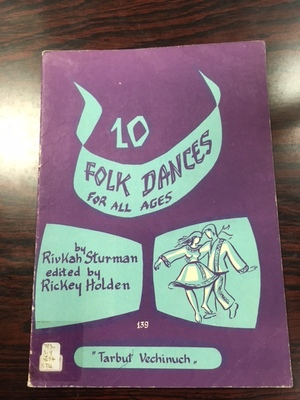 10
FOLK DANCES
FOR ALL AGES
by
Rivkah Sturman
edited by
Rickey Holden
139
"Tarbut" Vechinuch.